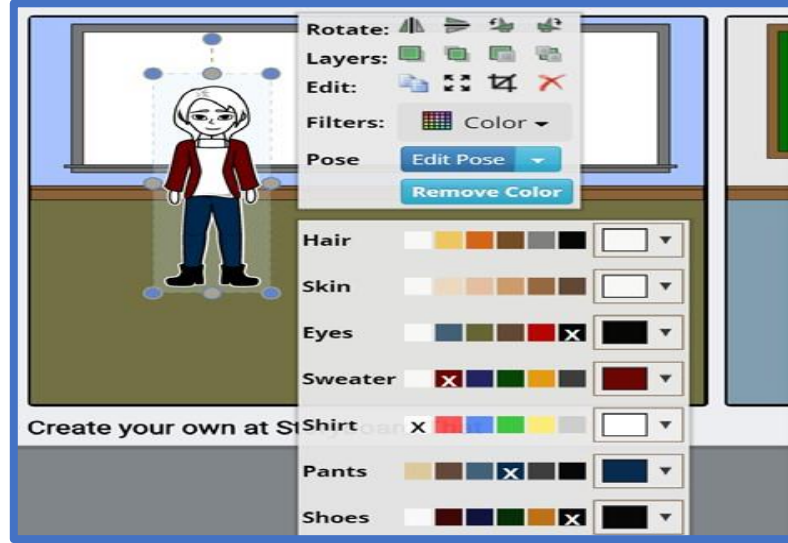 Rotate:
Layers:
Edit:
Filters: Color
Pose Edit Pose
Remove Color
Hair
Skin
Eyes x
Sweater x
Create your own at St
Shirt x
Pants x
Shoes x